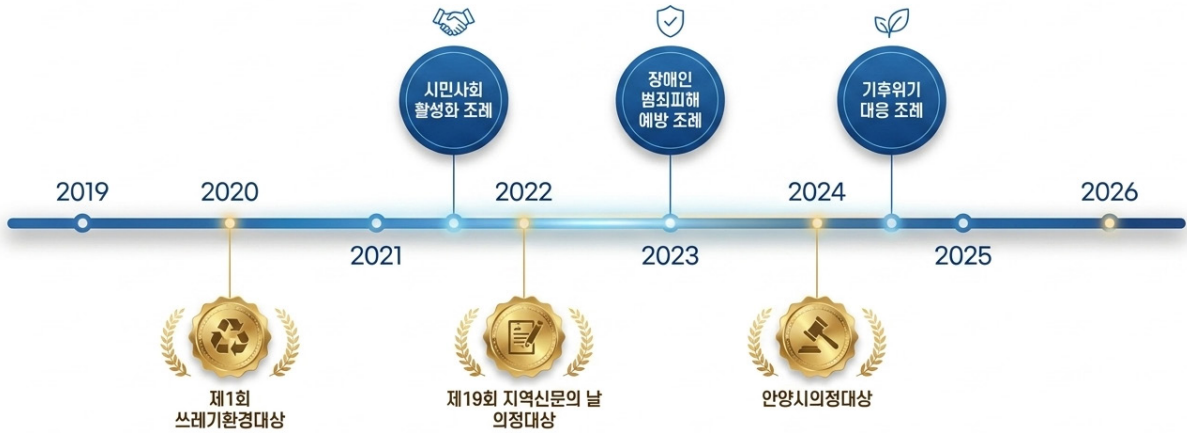 시민사회
활성화 조례
장애인
범죄피해
예방 조례
기후위기
대응 조례
2019
2020
2022
2024
2026
2021
2023
2025
제1회
쓰레기환경대상
제19회 지역신문의 날
의정대상
안양시의정대상